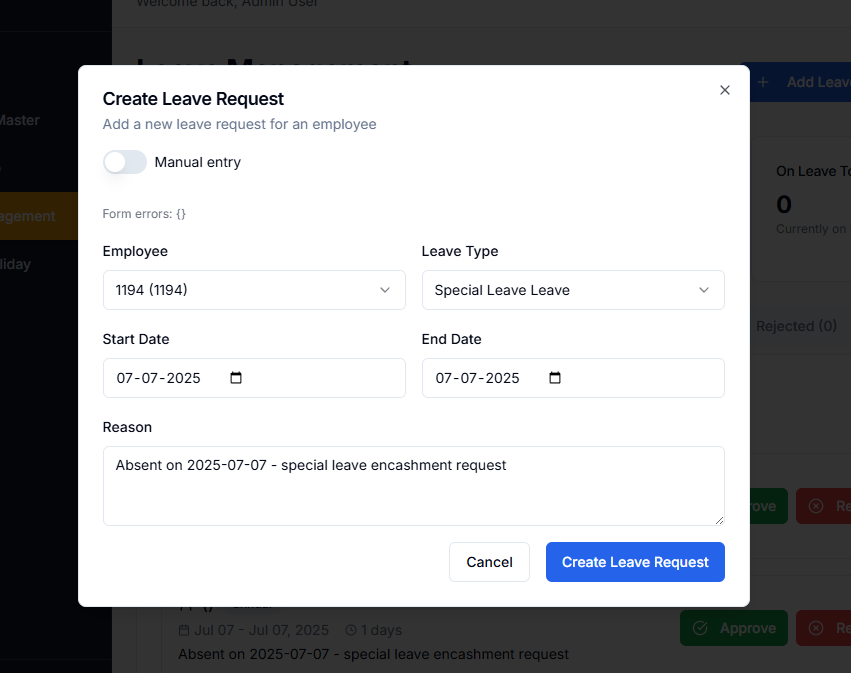 Welcome back, Admin User
Create Leave Request
Add a new leave request for an employee
Manual entry
Form errors: {}
Employee
Leave Type
1194 (1194)
Special Leave Leave
Start Date
End Date
07-07-2025
07-07-2025
Reason
Absent on 2025-07-07 - special leave encashment request
Cancel
Create Leave Request
Master
agement
liday
Add Leave
On Leave To
0
Currently on
Rejected (0)
rove
Re
Jul 07 - Jul 07, 2025
1 days
Approve
Re
Absent on 2025-07-07 - special leave encashment request